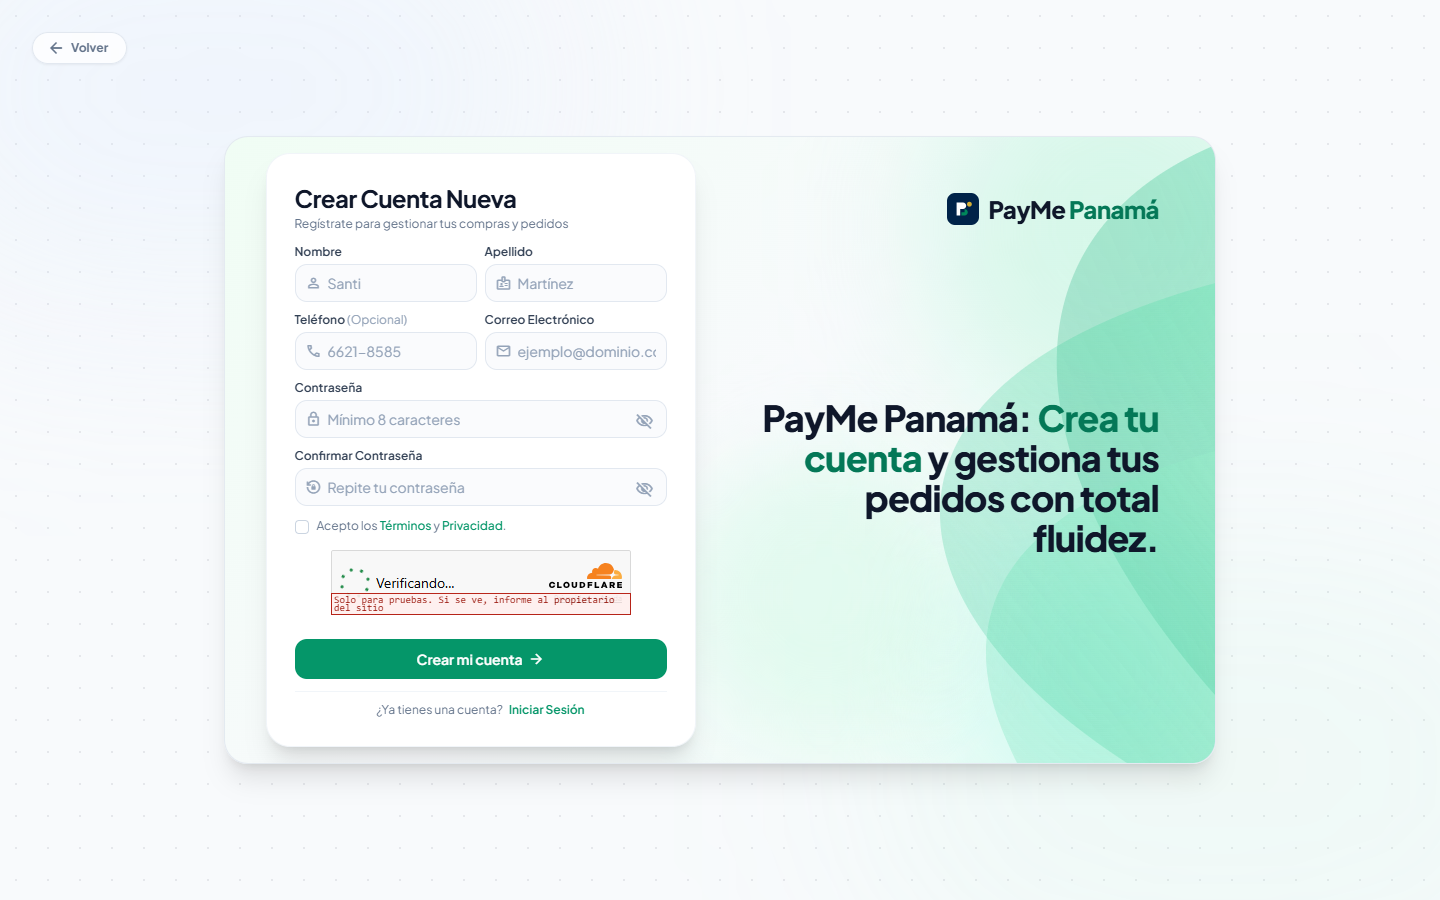 Volver
Crear Cuenta Nueva
Regístrate para gestionar tus compras y pedidos
Nombre
Apellido
Santi
Martínez
Teléfono (Opcional)
Correo Electrónico
6621-8585
ejemplo@dominio.cc
Contraseña
Mínimo 8 caracteres
Confirmar Contraseña
Repite tu contraseña
Acepto los Términos y Privacidad.
Verificando...
CLOUDFLARE
Solo para pruebas. Si se ve, informe al propietario
del sitio
Crear mi cuenta
¿Ya tienes una cuenta? Iniciar Sesión
PayMe Panamá
PayMe Panamá: Crea tu
cuenta y gestiona tus
pedidos con total
fluidez.